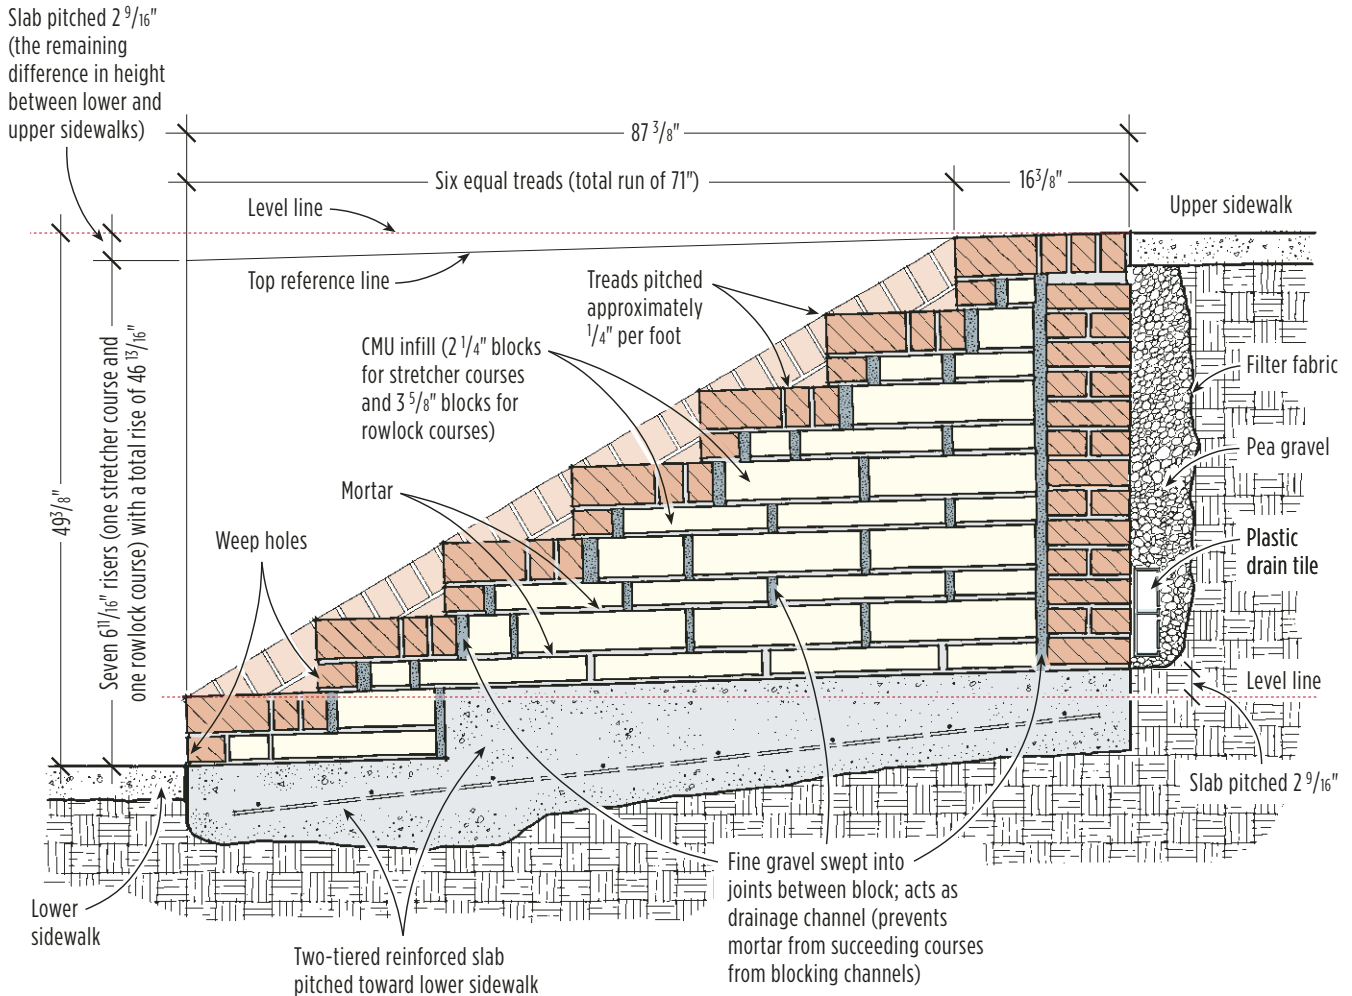 Slab pitched 2 9/16"
(the remaining
difference in height
between lower and
upper sidewalks)
87 3/8"
Six equal treads (total run of 71")
16 3/8"
Level line
Upper sidewalk
Top reference line
Treads pitched
approximately
1/4" per foot
CMU infill (2 1/4" blocks
for stretcher courses
and 3 5/8" blocks for
rowlock courses)
Filter fabric
Pea gravel
Mortar
49 3/8"
Seven 6 11/16" risers (one stretcher course and
one rowlock course) with a total rise of 46 13/16"
Weep holes
Plastic
drain tile
Level line
Slab pitched 2 9/16"
Fine gravel swept into
joints between block; acts as
drainage channel (prevents
mortar from succeeding courses
from blocking channels)
Lower
sidewalk
Two-tiered reinforced slab
pitched toward lower sidewalk